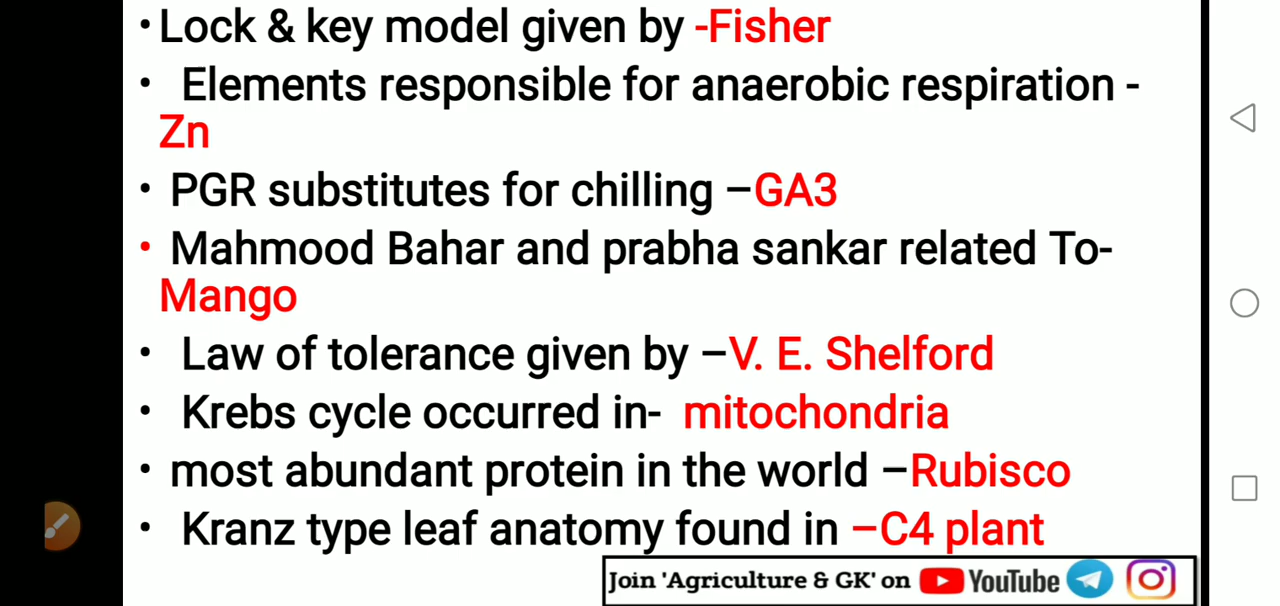 •Lock & key model given by -Fisher
• Elements responsible for anaerobic respiration -
Zn
• PGR substitutes for chilling –GA3
• Mahmood Bahar and prabha sankar related To-
Mango
• Law of tolerance given by –V. E. Shelford
• Krebs cycle occurred in- mitochondria
• most abundant protein in the world –Rubisco
• Kranz type leaf anatomy found in –C4 plant
Join 'Agriculture & GK' on YouTube